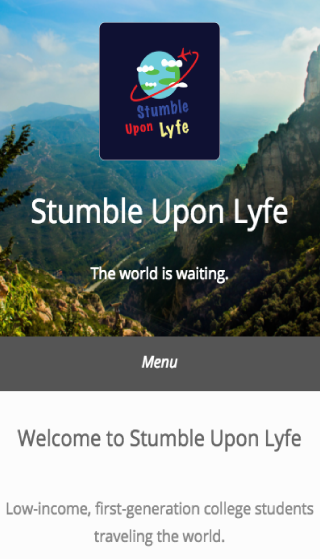 Stumble
Upon Lyfe
Stumble Upon Lyfe
The world is waiting.
Menu
Welcome to Stumble Upon Lyfe
Low-income, first-generation college students
traveling the world.